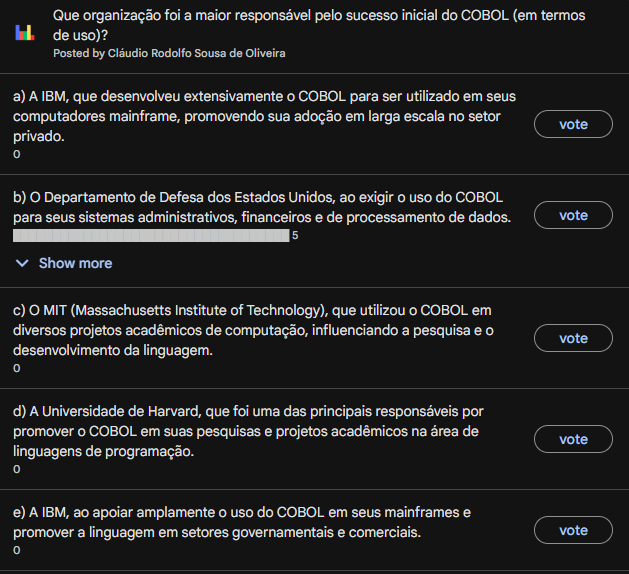 Que organização foi a maior responsável pelo sucesso inicial do COBOL (em termos
de uso)?
Posted by Cláudio Rodolfo Sousa de Oliveira
a) A IBM, que desenvolveu extensivamente o COBOL para ser utilizado em seus
computadores mainframe, promovendo sua adoção em larga escala no setor
privado.
0
vote
b) O Departamento de Defesa dos Estados Unidos, ao exigir o uso do COBOL
para seus sistemas administrativos, financeiros e de processamento de dados.
5
vote
Show more
c) O MIT (Massachusetts Institute of Technology), que utilizou o COBOL em
diversos projetos acadêmicos de computação, influenciando a pesquisa e o
desenvolvimento da linguagem.
0
vote
d) A Universidade de Harvard, que foi uma das principais responsáveis por
promover o COBOL em suas pesquisas e projetos acadêmicos na área de
linguagens de programação.
0
vote
e) A IBM, ao apoiar amplamente o uso do COBOL em seus mainframes e
promover a linguagem em setores governamentais e comerciais.
0
vote